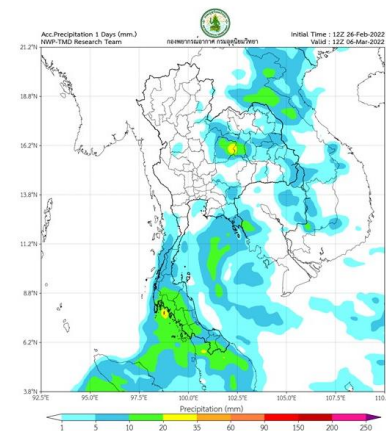 Acc.Precipitation 1 Days (mm.)
NWP-TMD Research Team
กองพยากรณ์อากาศ กรมอุตุนิยมวิทยา
Initial Time : 12Z 26-Feb-2022
Valid : 12Z 06-Mar-2022
21.2°N
18.7°N
16.2°N
13.8°N
11.2°N
8.8°N
6.2°N
3.8°N
92.5°E 95.0°E 97.5°E 100.0°E 102.5°E 105.0°E 107.5°E 110.
Precipitation (mm)
1 5 10 20 35 60 90 150 200 250